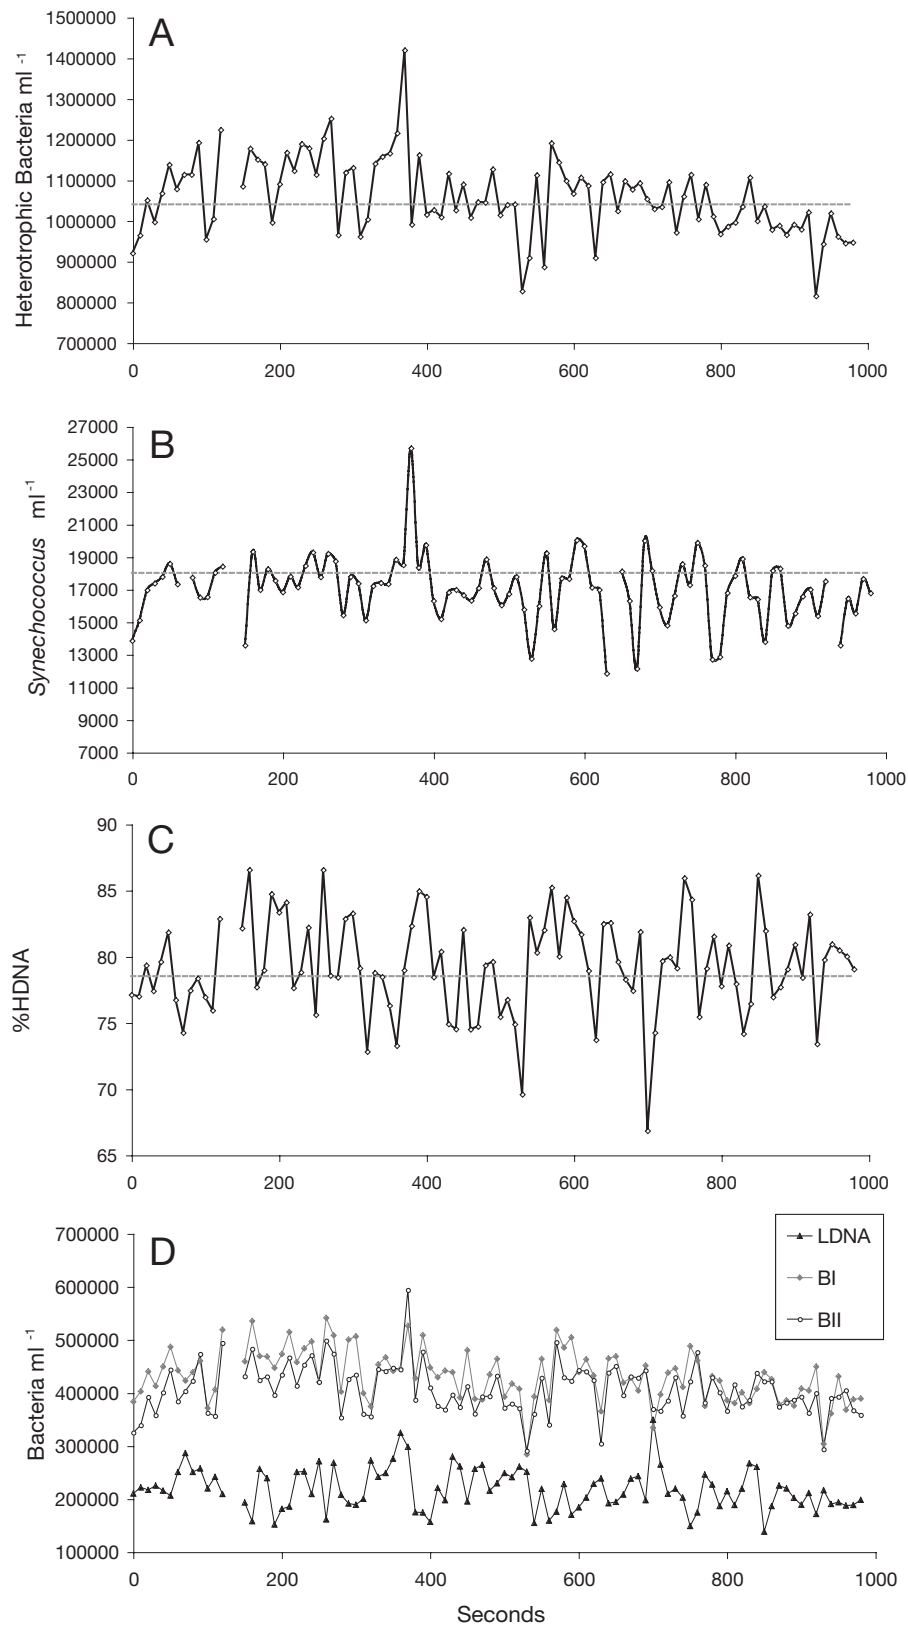 A
Heterotrophic Bacteria ml -1
1500000
1400000
1300000
1200000
1100000
1000000
900000
800000
700000
0 200 400 600 800 1000
B
Synechococcus ml -1
27000
25000
23000
21000
19000
17000
15000
13000
11000
9000
7000
0 200 400 600 800 1000
C
%HDNA
90
85
80
75
70
65
0 200 400 600 800 1000
D
Bacteria ml -1
700000
600000
500000
400000
300000
200000
100000
LDNA
BI
BII
0 200 400 600 800 1000
Seconds